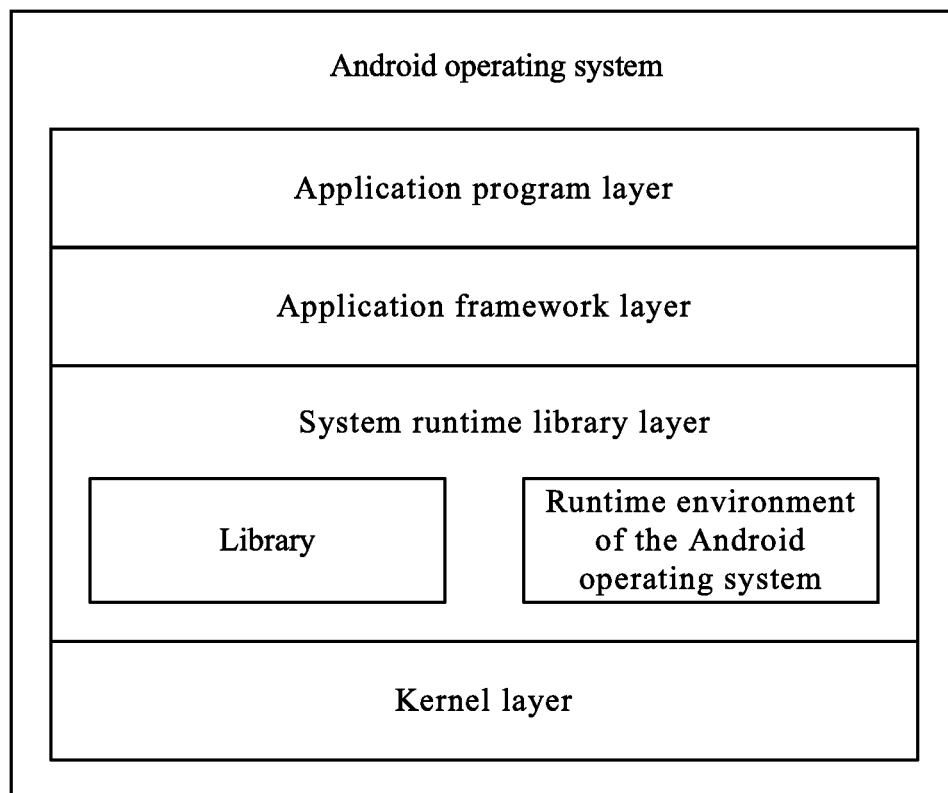 Android operating system
Application program layer
Application framework layer
System runtime library layer
Library
Runtime environment
of the Android
operating system
Kernel layer